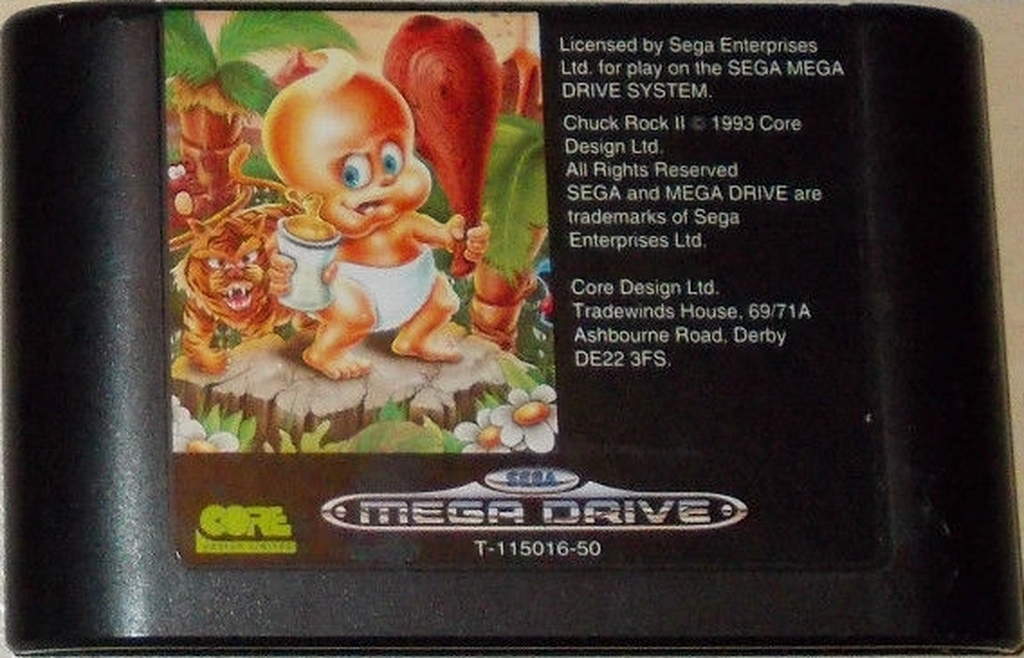 Licensed by Sega Enterprises
Ltd. for play on the SEGA MEGA
DRIVE SYSTEM.
Chuck Rock II © 1993 Core
Design Ltd.
All Rights Reserved
SEGA and MEGA DRIVE are
trademarks of Sega
Enterprises Ltd.
Core Design Ltd.
Tradewinds House, 69/71A
Ashbourne Road, Derby
DE22 3FS.
SEGA
MEGA DRIVE
CORE
DESIGN LIMITED
T-115016-50